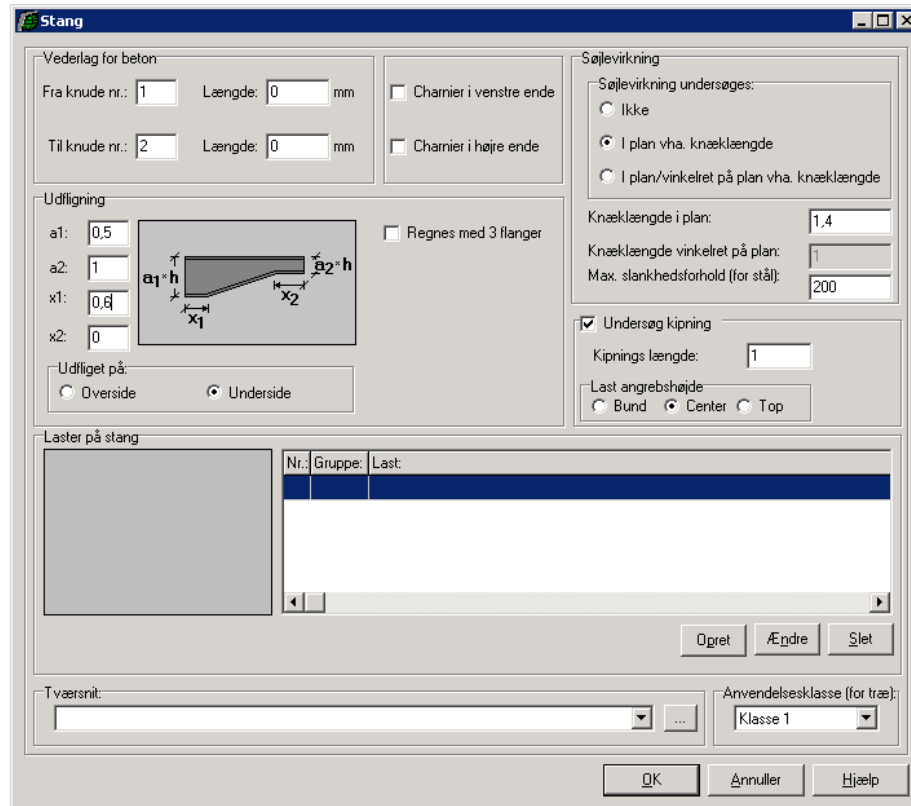 Stang
Vederlag for beton
Fra knude nr.: 1 Længde: 0 mm
Til knude nr.: 2 Længde: 0 mm
Charnier i venstre ende
Charnier i højre ende
Søjlevirkning
Søjlevirkning undersøges:
Ikke
I plan vha. knæklængde
I plan/vinkelret på plan vha. knæklængde
Knæklængde i plan: 1,4
Knæklængde vinkelret på plan: 1
Max. slankhedsforhold (for stål): 200
Udfligning
a1: 0,5
a2: 1
x1: 0,6
x2: 0
a1*h
a2*h
x1
x2
Regnes med 3 flanger
Udfliget på:
Overside Underside
Undersøg kipning
Kipnings længde: 1
Last angrebshøjde
Bund Center Top
Laster på stang
Nr.: Gruppe: Last:
Opret Ændre Slet
Tværsnit:
...
Anvendelsesklasse (for træ):
Klasse 1
OK Annuller Hjælp